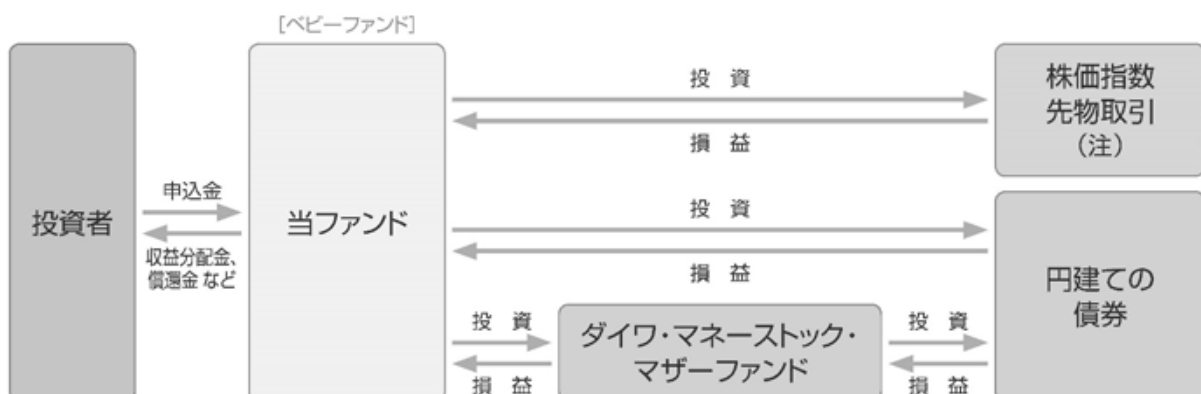 [ベビーファンド]
投資者
申込金
収益分配金、
償還金 など
当ファンド
投 資
損 益
株価指数
先物取引
（注）
投 資
損 益
円建ての
債券
投 資
損 益
ダイワ・マネーストック・
マザーファンド
投 資
損 益